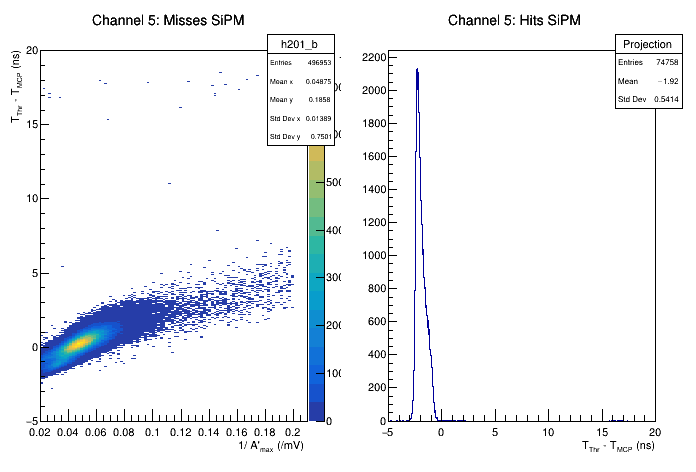 Channel 5: Misses SiPM
h201_b
Entries 496953
Mean x 0.04875
Mean y 0.1858
Std Dev x 0.01389
Std Dev y 0.7501
T_Thr - T_MCP (ns)
20
15
10
5
0
−5
0.02 0.04 0.06 0.08 0.1 0.12 0.14 0.16 0.18 0.2
1/ A'_max (/mV)
500
400
300
200
100
0
Channel 5: Hits SiPM
Projection
Entries 74758
Mean −1.92
Std Dev 0.5414
2200
2000
1800
1600
1400
1200
1000
800
600
400
200
0
−5 0 5 10 15 20
T_Thr - T_MCP (ns)